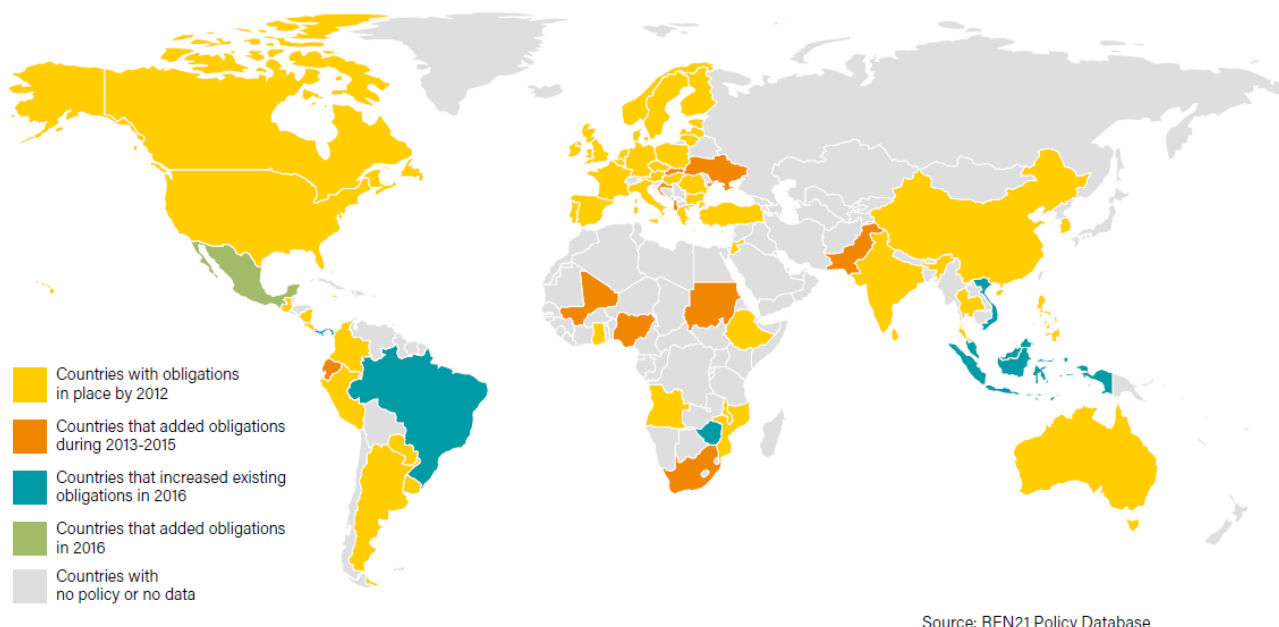 Countries with obligations
in place by 2012
Countries that added obligations
during 2013-2015
Countries that increased existing
obligations in 2016
Countries that added obligations
in 2016
Countries with
no policy or no data
Source: REN21 Policy Database